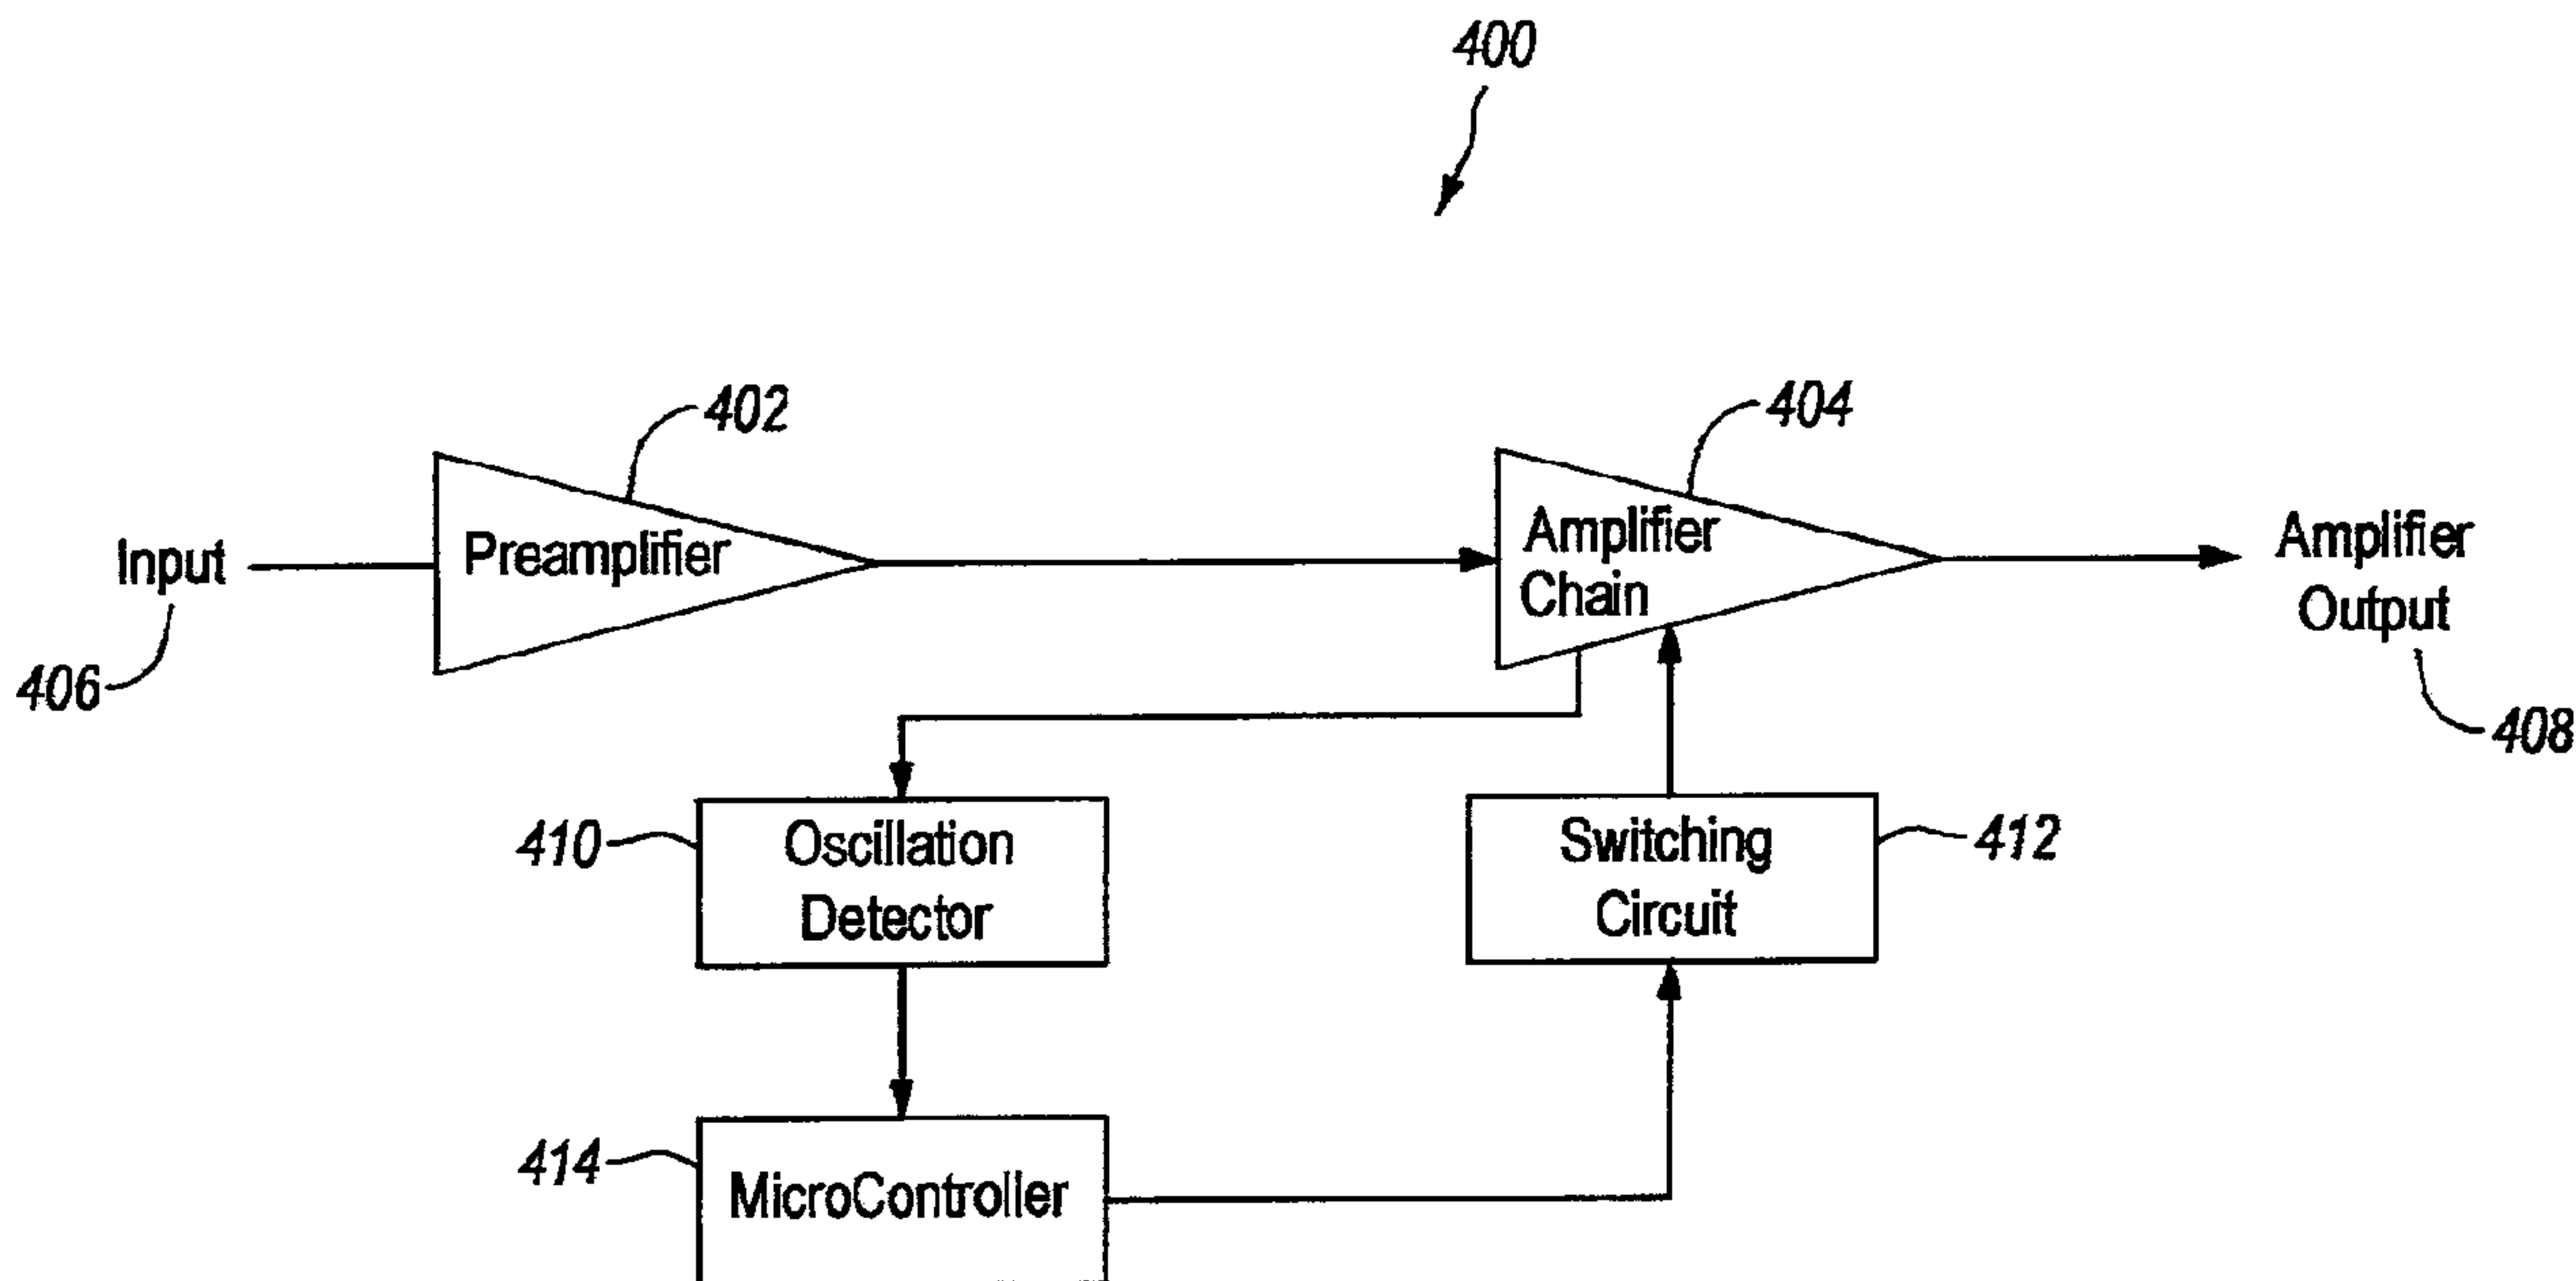 400
402
404
Input
Preamplifier
Amplifier
Chain
Amplifier
Output
406
408
410
Oscillation
Detector
Switching
Circuit
412
414
MicroController